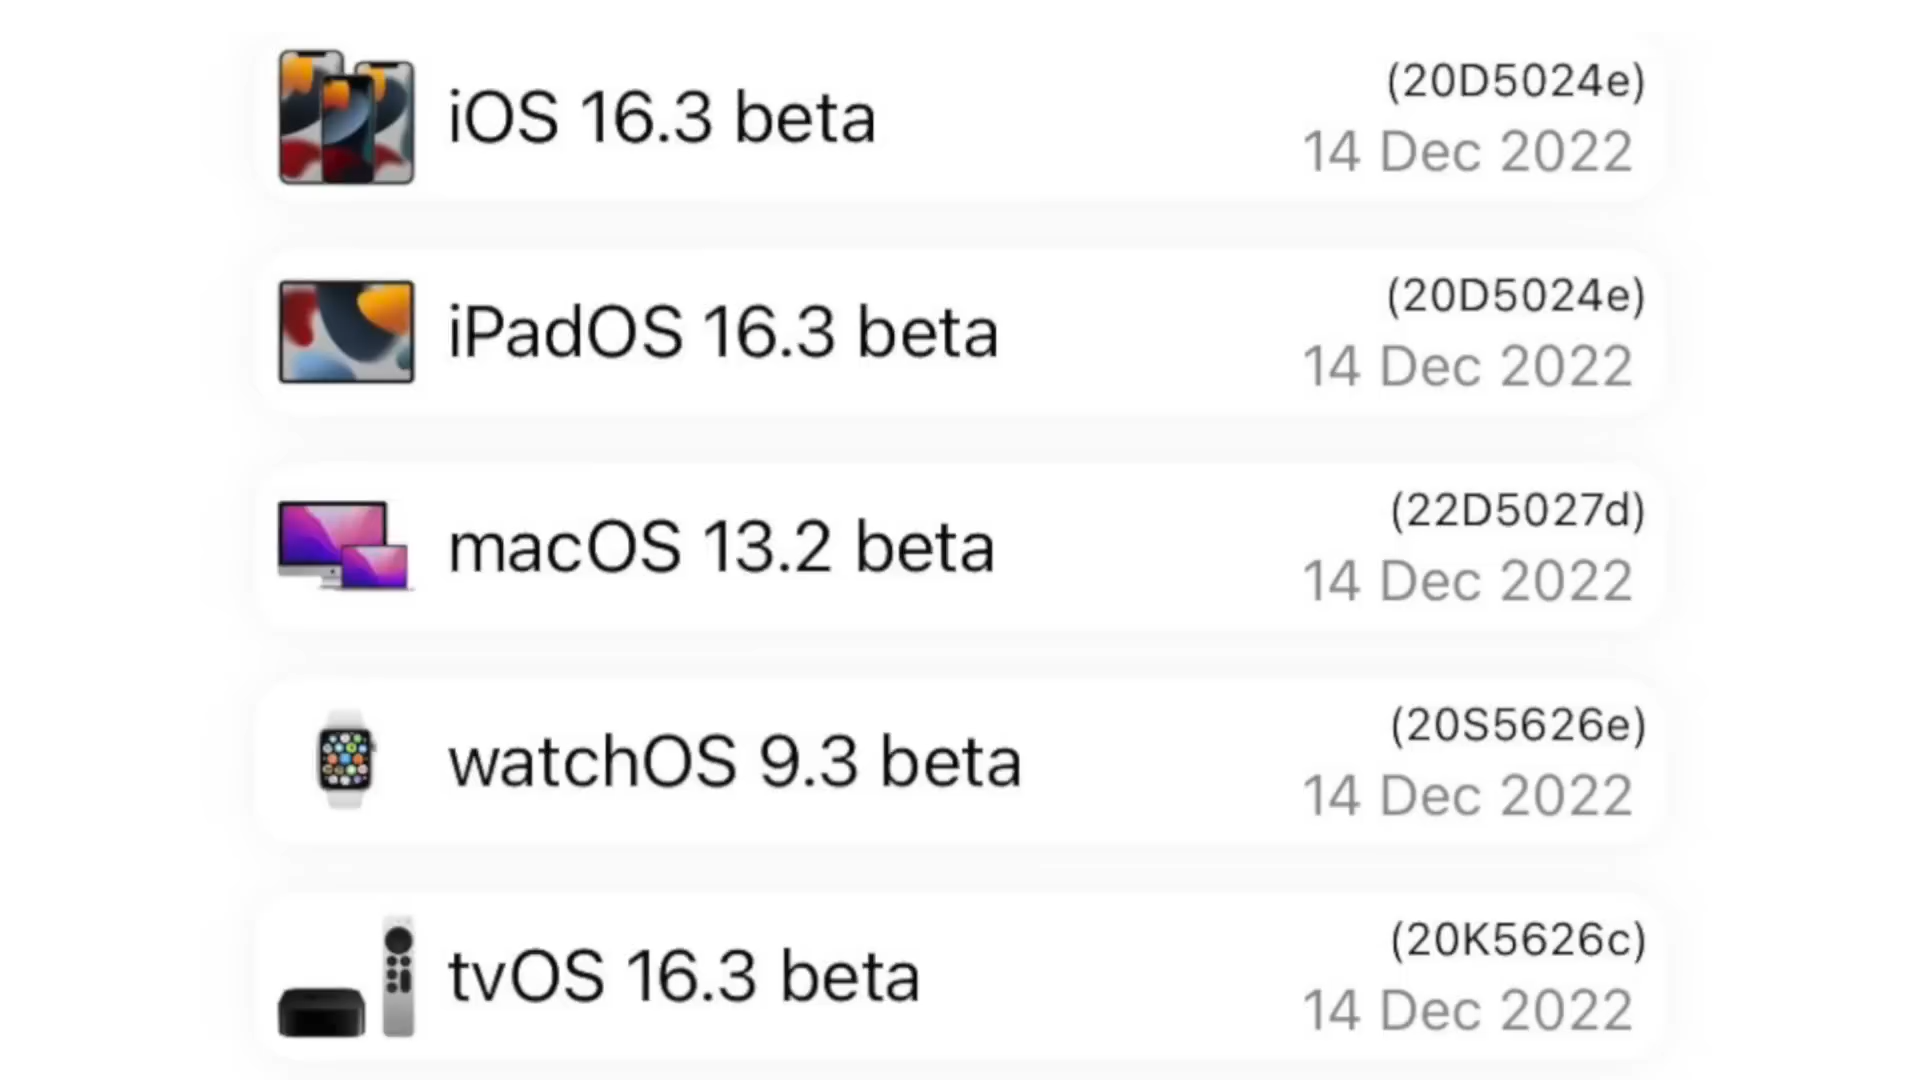 iOS 16.3 beta
(20D5024e)
14 Dec 2022
iPadOS 16.3 beta
(20D5024e)
14 Dec 2022
macOS 13.2 beta
(22D5027d)
14 Dec 2022
watchOS 9.3 beta
(20S5626e)
14 Dec 2022
tvOS 16.3 beta
(20K5626c)
14 Dec 2022